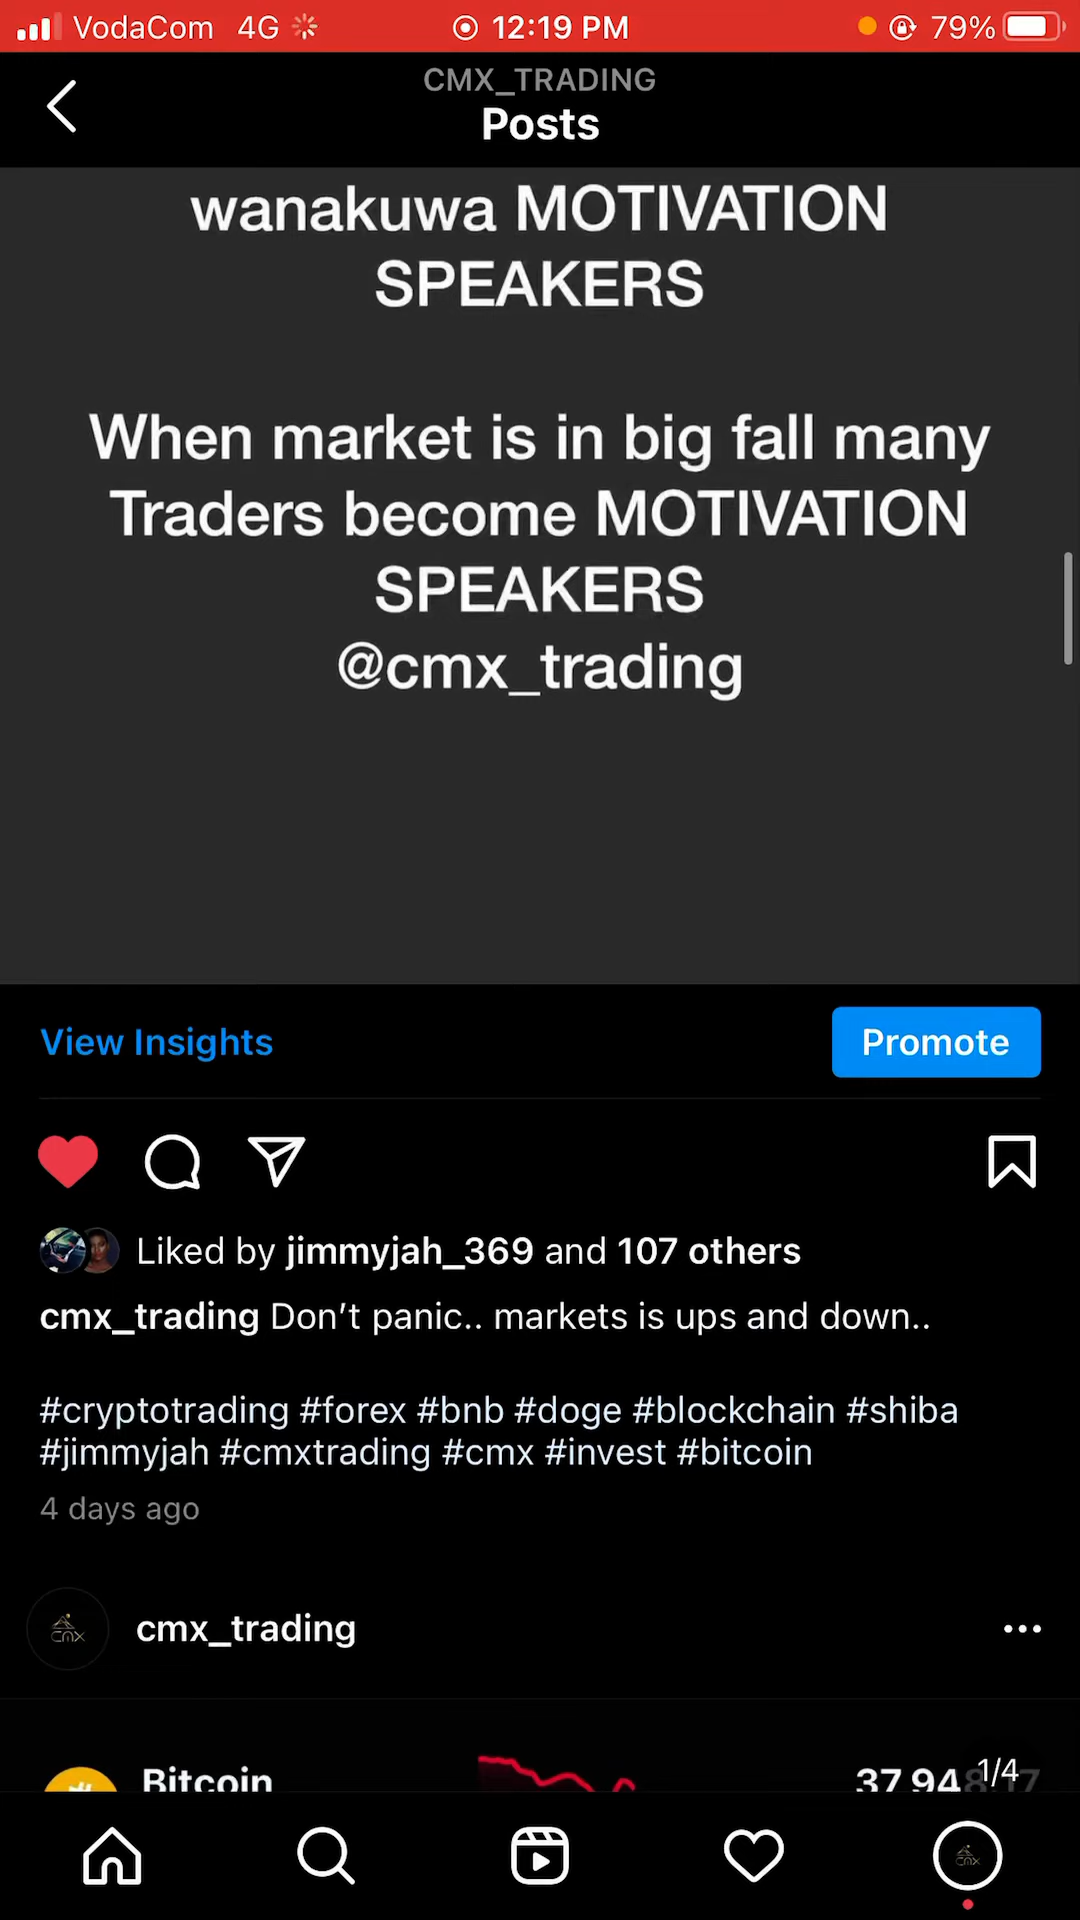 VodaCom 4G 12:19 PM 79%
CMX_TRADING
Posts
wanakuwa MOTIVATION
SPEAKERS
When market is in big fall many
Traders become MOTIVATION
SPEAKERS
@cmx_trading
View Insights Promote
Liked by jimmyjah_369 and 107 others
cmx_trading Don't panic.. markets is ups and down..
#cryptotrading #forex #bnb #doge #blockchain #shiba
#jimmyjah #cmxtrading #cmx #invest #bitcoin
4 days ago
CMX cmx_trading
Bitcoin 1/4
CMX